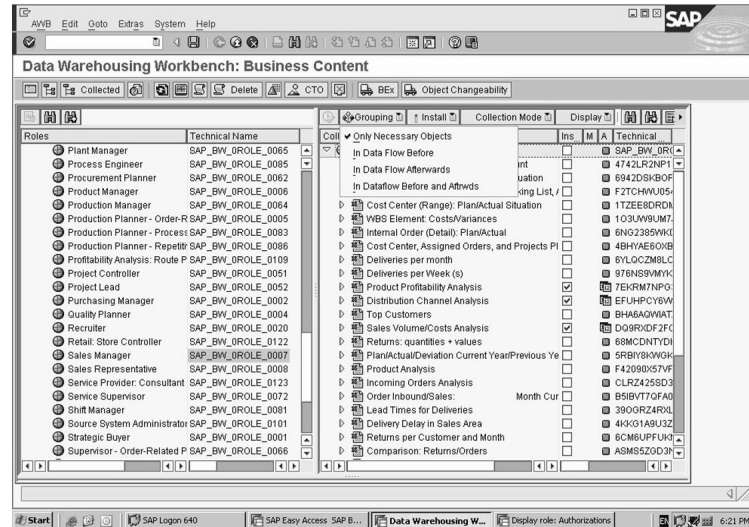 AWB Edit Goto Extras System Help
SAP
Data Warehousing Workbench: Business Content
Collected Delete CTO BEx Object Changeability
Grouping Install Collection Mode Display
Roles Technical Name
Ins M A Technical
Only Necessary Objects
In Data Flow Before
In Data Flow Afterwards
In Dataflow Before and Aftrwds
Plant Manager SAP_BW_0ROLE_0065
Process Engineer SAP_BW_0ROLE_0085
Procurement Planner SAP_BW_0ROLE_0062
Product Manager SAP_BW_0ROLE_0006
Production Manager SAP_BW_0ROLE_0064
Production Planner - Order-R SAP_BW_0ROLE_0005
Production Planner - Process SAP_BW_0ROLE_0083
Production Planner - Repetitiv SAP_BW_0ROLE_0086
Profitability Analysis: Route P SAP_BW_0ROLE_0109
Project Controller SAP_BW_0ROLE_0051
Project Lead SAP_BW_0ROLE_0052
Purchasing Manager SAP_BW_0ROLE_0002
Quality Planner SAP_BW_0ROLE_0004
Recruiter SAP_BW_0ROLE_0020
Retail: Store Controller SAP_BW_0ROLE_0122
Sales Manager SAP_BW_0ROLE_0007
Sales Representative SAP_BW_0ROLE_0008
Service Provider: Consultant SAP_BW_0ROLE_0123
Service Supervisor SAP_BW_0ROLE_0072
Shift Manager SAP_BW_0ROLE_0081
Source System Administrator SAP_BW_0ROLE_0101
Strategic Buyer SAP_BW_0ROLE_0001
Supervisor - Order-Related P SAP_BW_0ROLE_0066
SAP_BW_0R
4742LR2NP1
6942DSKBOF
king List, F2TCHWU05
Cost Center (Range): Plan/Actual Situation 1TZEE8DRD
WBS Element: Costs/Variances 1O3UW9UM7
Internal Order (Detail): Plan/Actual 6NG2385WK
Cost Center, Assigned Orders, and Projects Pl 4BHYAE6OXB
Deliveries per month 6YLQCZM8LC
Deliveries per Week (s) 976NS9VMYK
Product Profitability Analysis 7EKRM7NPG
Distribution Channel Analysis EFUHPCY6W
Top Customers BHA6AQWIAT
Sales Volume/Costs Analysis DQ9RXDF2F
Returns: quantities + values 68MCDNTYD
Plan/Actual/Deviation Current Year/Previous Ye 5RBIY8KWGK
Product Analysis F42090X57VF
Incoming Orders Analysis CLRZ425SD3
Order Inbound/Sales: Month Cur B5IBVT7QFA0
Lead Times for Deliveries 39OGRZ4RXL
Delivery Delay in Sales Area 4KKG1A9U3Z
Returns per Customer and Month 6CM6UPFUK
Comparison: Returns/Orders ASMS5ZGD3
Start SAP Logon 640 SAP Easy Access SAP B... Data Warehousing W... Display role: Authorizations 6:21 PM